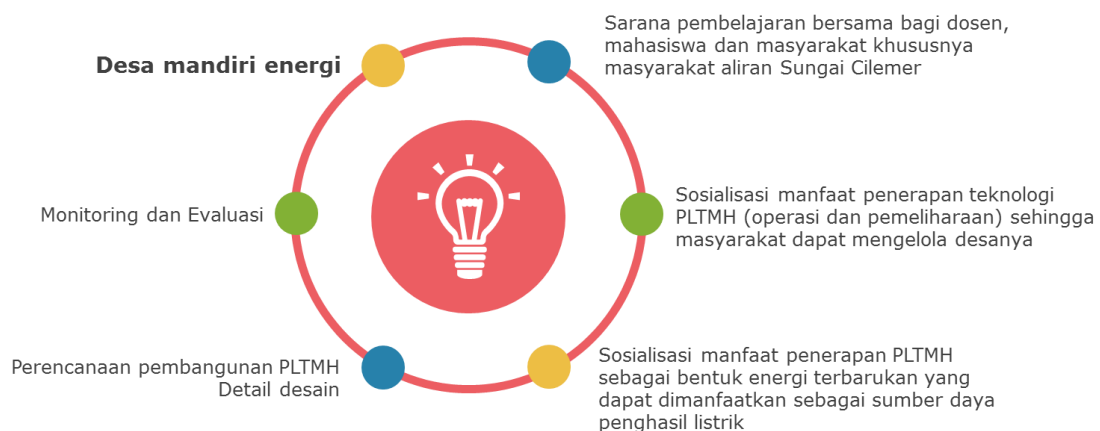 Desa mandiri energi
Sarana pembelajaran bersama bagi dosen,
mahasiswa dan masyarakat khususnya
masyarakat aliran Sungai Cilemer
Monitoring dan Evaluasi
Sosialisasi manfaat penerapan teknologi
PLTMH (operasi dan pemeliharaan) sehingga
masyarakat dapat mengelola desanya
Perencanaan pembangunan PLTMH
Detail desain
Sosialisasi manfaat penerapan PLTMH
sebagai bentuk energi terbarukan yang
dapat dimanfaatkan sebagai sumber daya
penghasil listrik